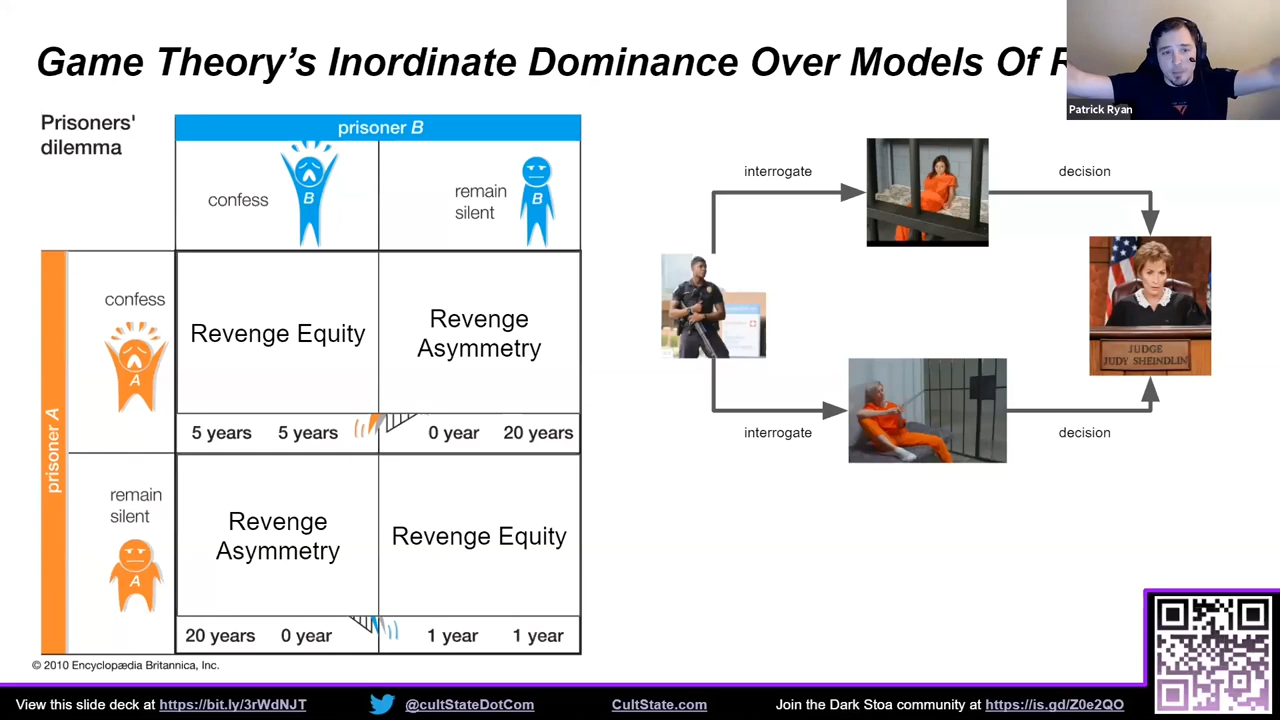 Game Theory's Inordinate Dominance Over Models Of
Patrick Ryan
Prisoners'
dilemma
prisoner B
confess
B
remain
silent
B
prisoner A
confess
A
Revenge Equity
Revenge
Asymmetry
5 years 5 years
0 year 20 years
remain
silent
A
Revenge
Asymmetry
Revenge Equity
20 years 0 year
1 year 1 year
© 2010 Encyclopædia Britannica, Inc.
interrogate
decision
JUDGE
JUDY SHEINDLIN
interrogate
decision
View this slide deck at https://bit.ly/3rWdNJT
@cultStateDotCom
CultState.com
Join the Dark Stoa community at https://is.gd/Z0e2QO